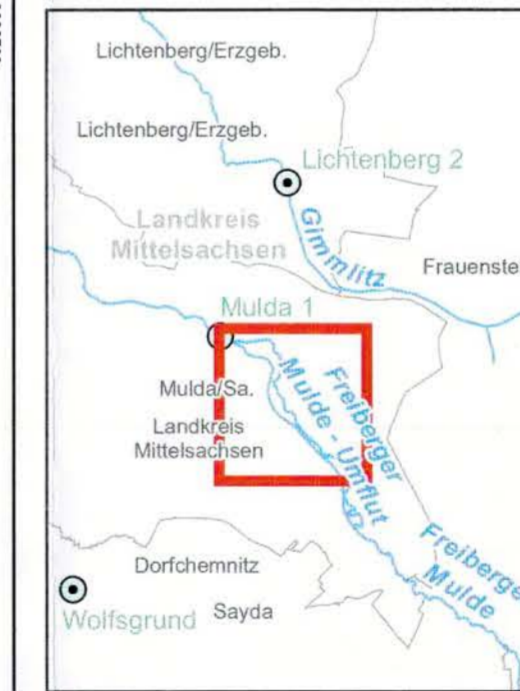 Lichtenberg/Erzgeb.
Lichtenberg/Erzgeb.
Lichtenberg 2
Landkreis
Mittelsachsen
Gimmlitz
Frauenste
Mulda 1
Mulda/Sa.
Landkreis
Mittelsachsen
Freiberger
Mulde - Umflut
Freiberge
Mulde
Dorfchemnitz
Wolfsgrund
Sayda